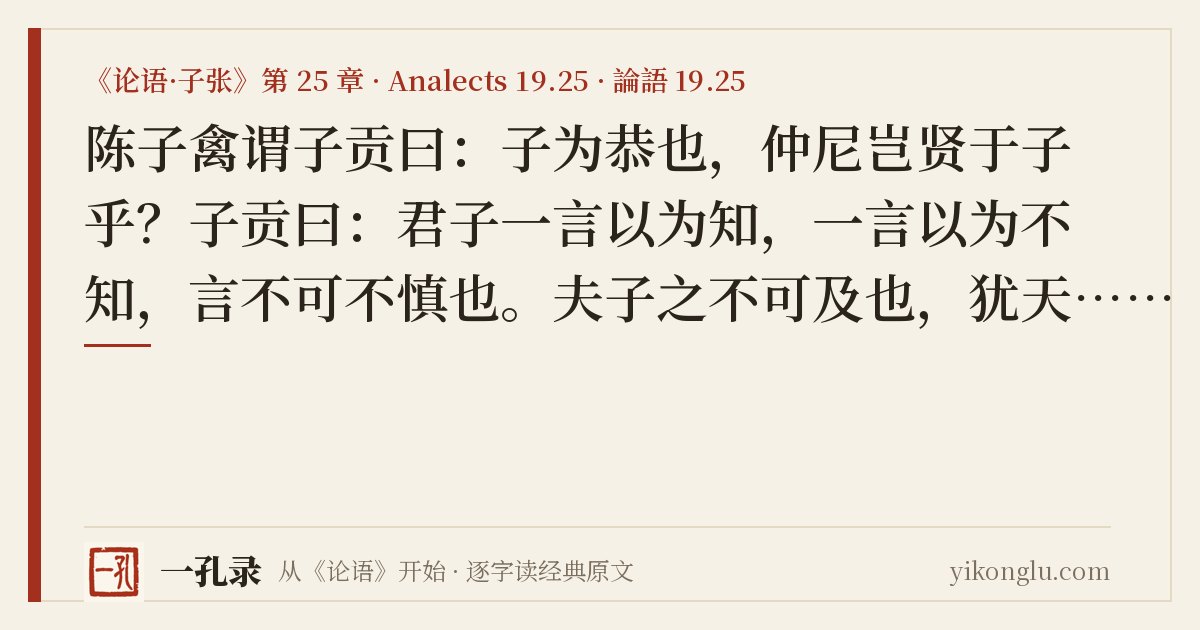 《论语·子张》第 25 章 · Analects 19.25 · 論語 19.25
陈子禽谓子贡曰：子为恭也，仲尼岂贤于子
乎？子贡曰：君子一言以为知，一言以为不
知，言不可不慎也。夫子之不可及也，犹天……
一孔
一孔录 从《论语》开始 · 逐字读经典原文 yikonglu.com